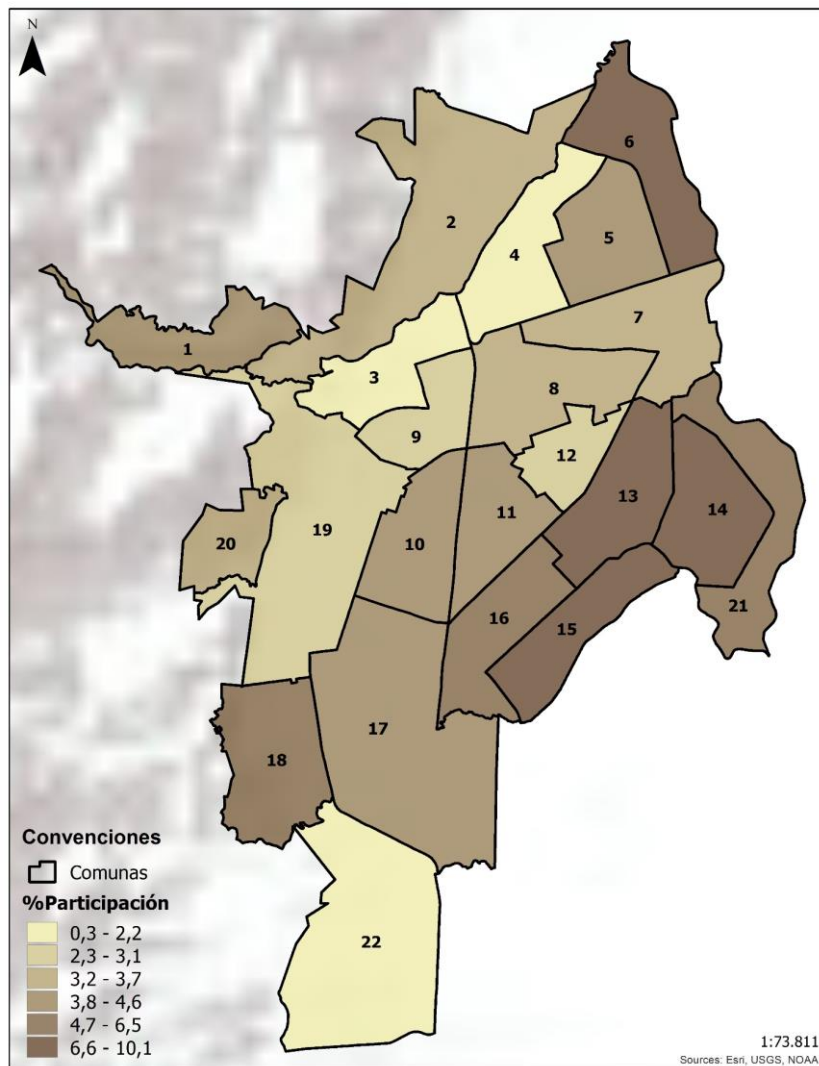 N
6
2
5
4
7
1
3
8
9
12
13
14
11
19
10
20
21
16
15
17
18
Convenciones
Comunas
%Participación
0,3 - 2,2
2,3 - 3,1
3,2 - 3,7
3,8 - 4,6
4,7 - 6,5
6,6 - 10,1
22
1:73.811
Sources: Esri, USGS, NOAA